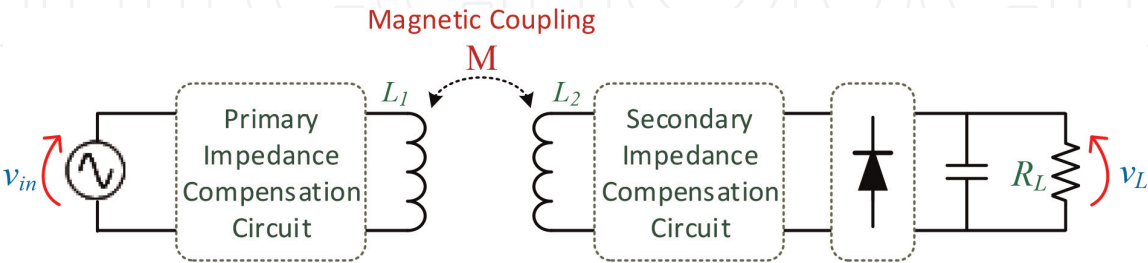 Magnetic Coupling
M
L1
L2
vin
Primary
Impedance
Compensation
Circuit
Secondary
Impedance
Compensation
Circuit
RL
vL